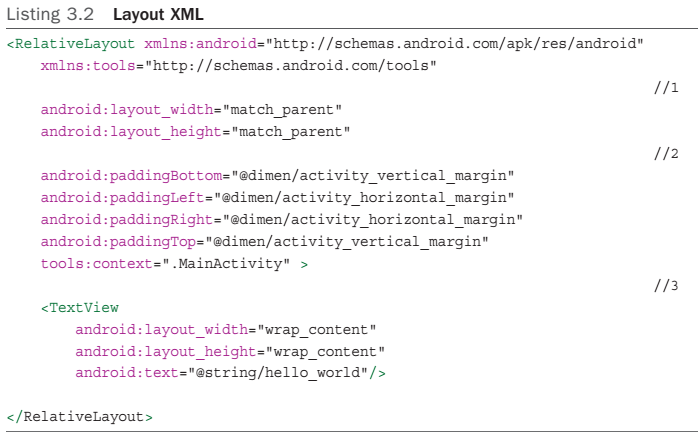 Listing 3.2 Layout XML
<RelativeLayout xmlns:android="http://schemas.android.com/apk/res/android"
    xmlns:tools="http://schemas.android.com/tools"
//1
    android:layout_width="match_parent"
    android:layout_height="match_parent"
//2
    android:paddingBottom="@dimen/activity_vertical_margin"
    android:paddingLeft="@dimen/activity_horizontal_margin"
    android:paddingRight="@dimen/activity_horizontal_margin"
    android:paddingTop="@dimen/activity_vertical_margin"
    tools:context=".MainActivity" >
//3
    <TextView
        android:layout_width="wrap_content"
        android:layout_height="wrap_content"
        android:text="@string/hello_world"/>
</RelativeLayout>